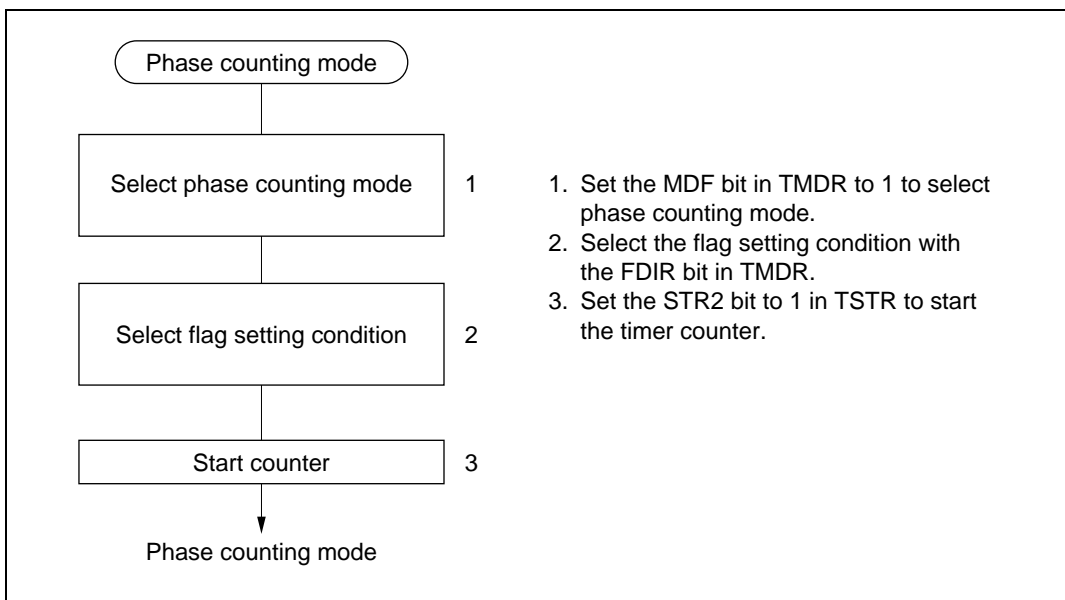 Phase counting mode
Select phase counting mode 1
Select flag setting condition 2
Start counter 3
Phase counting mode
1. Set the MDF bit in TMDR to 1 to select
phase counting mode.
2. Select the flag setting condition with
the FDIR bit in TMDR.
3. Set the STR2 bit to 1 in TSTR to start
the timer counter.